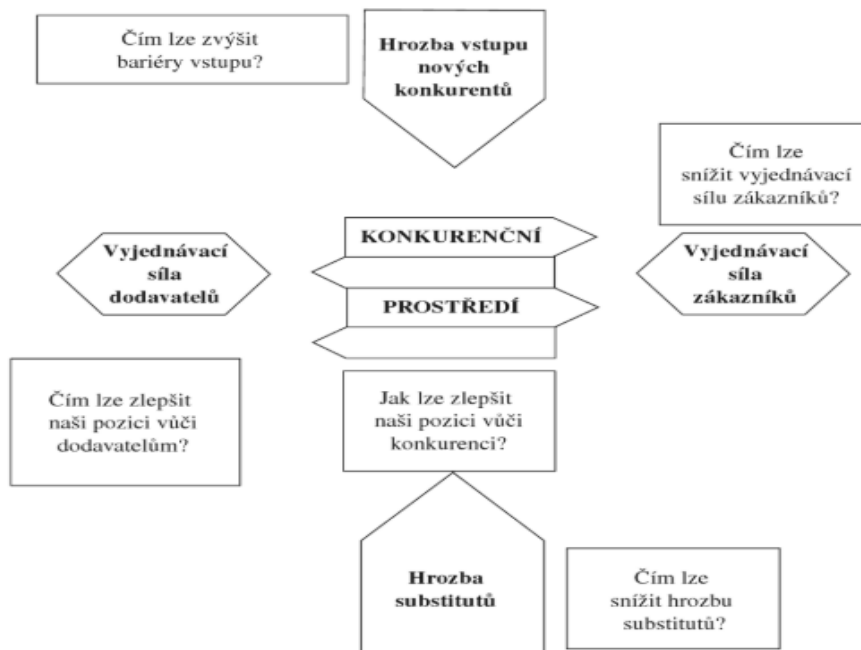 Čím lze zvýšit
bariéry vstupu?
Hrozba vstupu
nových
konkurentů
Čím lze
snížit vyjednávací
sílu zákazníků?
Vyjednávací
síla
dodavatelů
KONKURENČNÍ
PROSTŘEDÍ
Vyjednávací
síla
zákazníků
Čím lze zlepšit
naši pozici vůči
dodavatelům?
Jak lze zlepšit
naši pozici vůči
konkurenci?
Hrozba
substitutů
Čím lze
snížit hrozbu
substitutů?